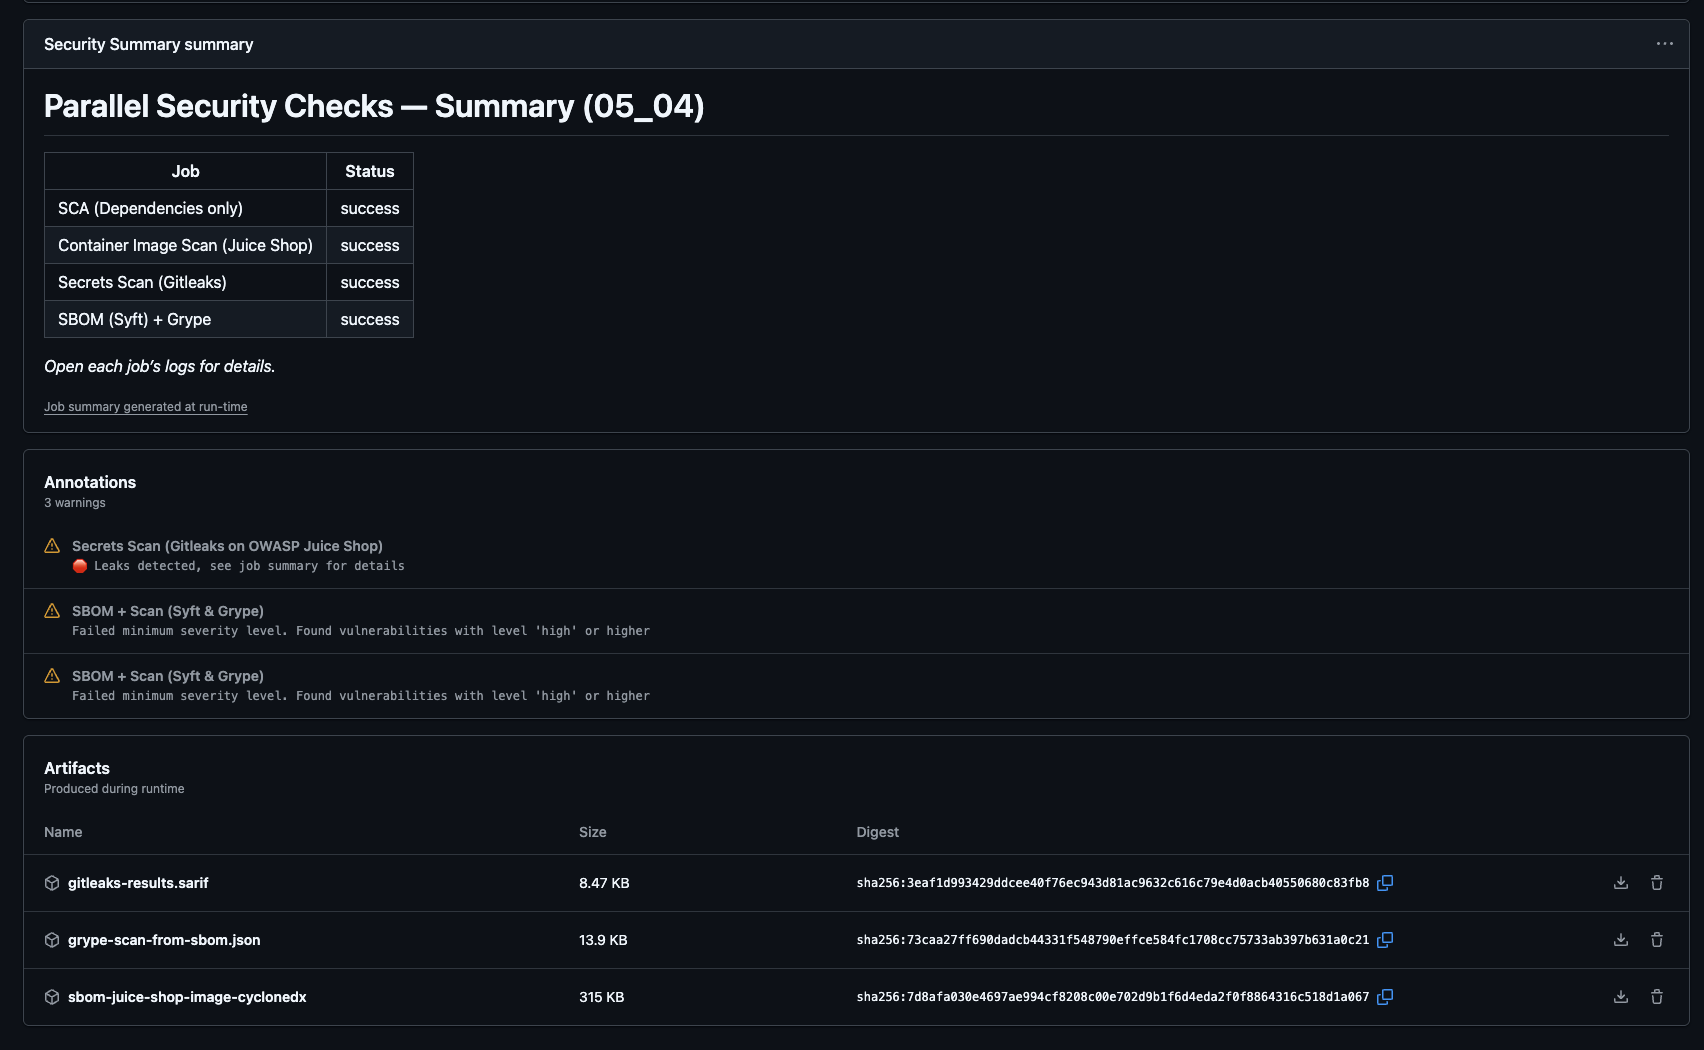 Security Summary summary
Parallel Security Checks — Summary (05_04)
Job Status
SCA (Dependencies only) success
Container Image Scan (Juice Shop) success
Secrets Scan (Gitleaks) success
SBOM (Syft) + Grype success
Open each job’s logs for details.
Job summary generated at run-time
Annotations
3 warnings
Secrets Scan (Gitleaks on OWASP Juice Shop)
🛑 Leaks detected, see job summary for details
SBOM + Scan (Syft & Grype)
Failed minimum severity level. Found vulnerabilities with level 'high' or higher
SBOM + Scan (Syft & Grype)
Failed minimum severity level. Found vulnerabilities with level 'high' or higher
Artifacts
Produced during runtime
Name Size Digest
gitleaks-results.sarif 8.47 KB sha256:3eaf1d993429ddcee40f76ec943d81ac9632c616c79e4d0acb40550680c83fb8
grype-scan-from-sbom.json 13.9 KB sha256:73caa27ff690dadcb44331f548790effce584fc1708cc75733ab397b631a0c21
sbom-juice-shop-image-cyclonedx 315 KB sha256:7d8afa030e4697ae994cf8208c00e702d9b1f6d4eda2f0f8864316c518d1a067